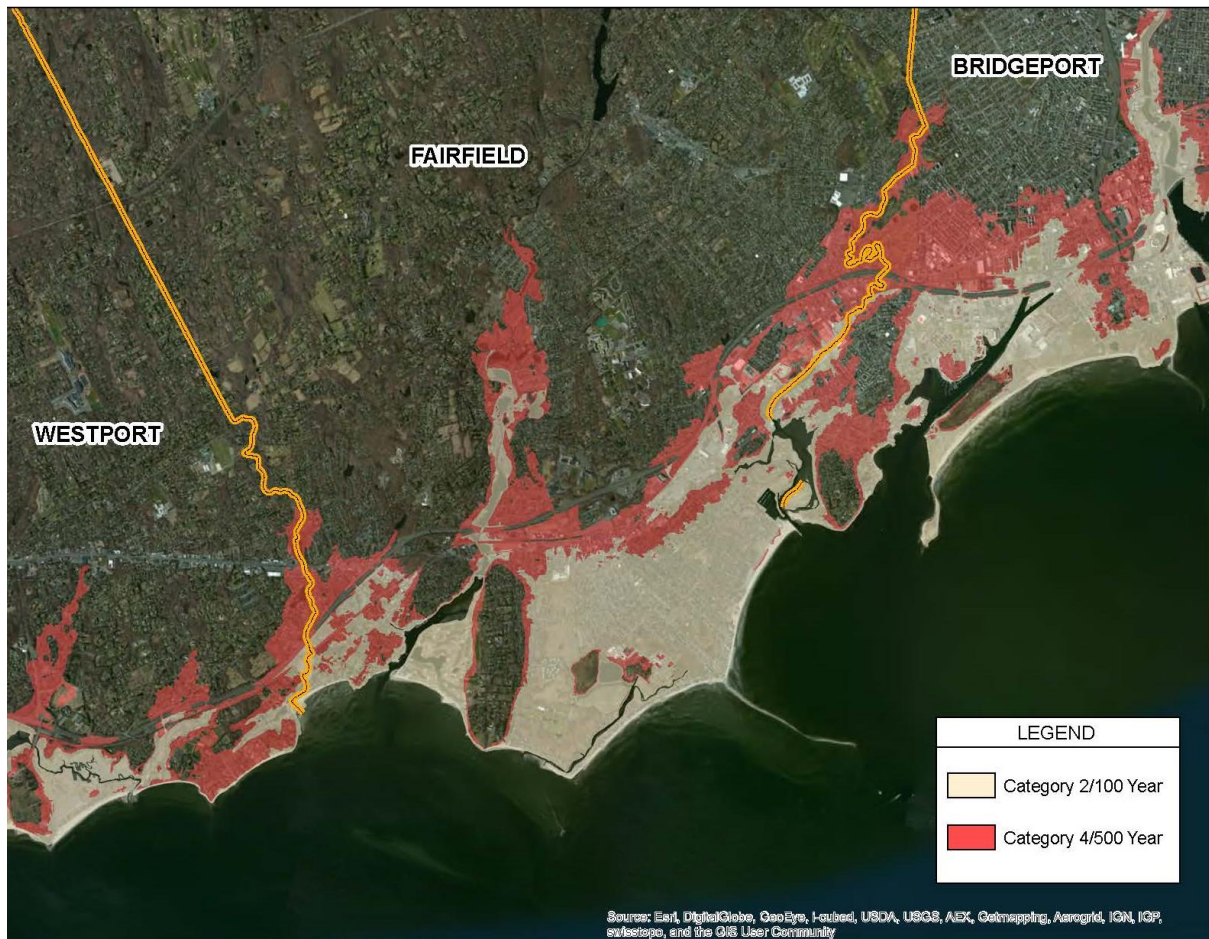 BRIDGEPORT
FAIRFIELD
WESTPORT
LEGEND
Category 2/100 Year
Category 4/500 Year
Source: Esri, DigitalGlobe, GeoEye, i-cubed, USDA, USGS, AEX, Getmapping, Aerogrid, IGN, IGP,
swisstopo, and the GIS User Community